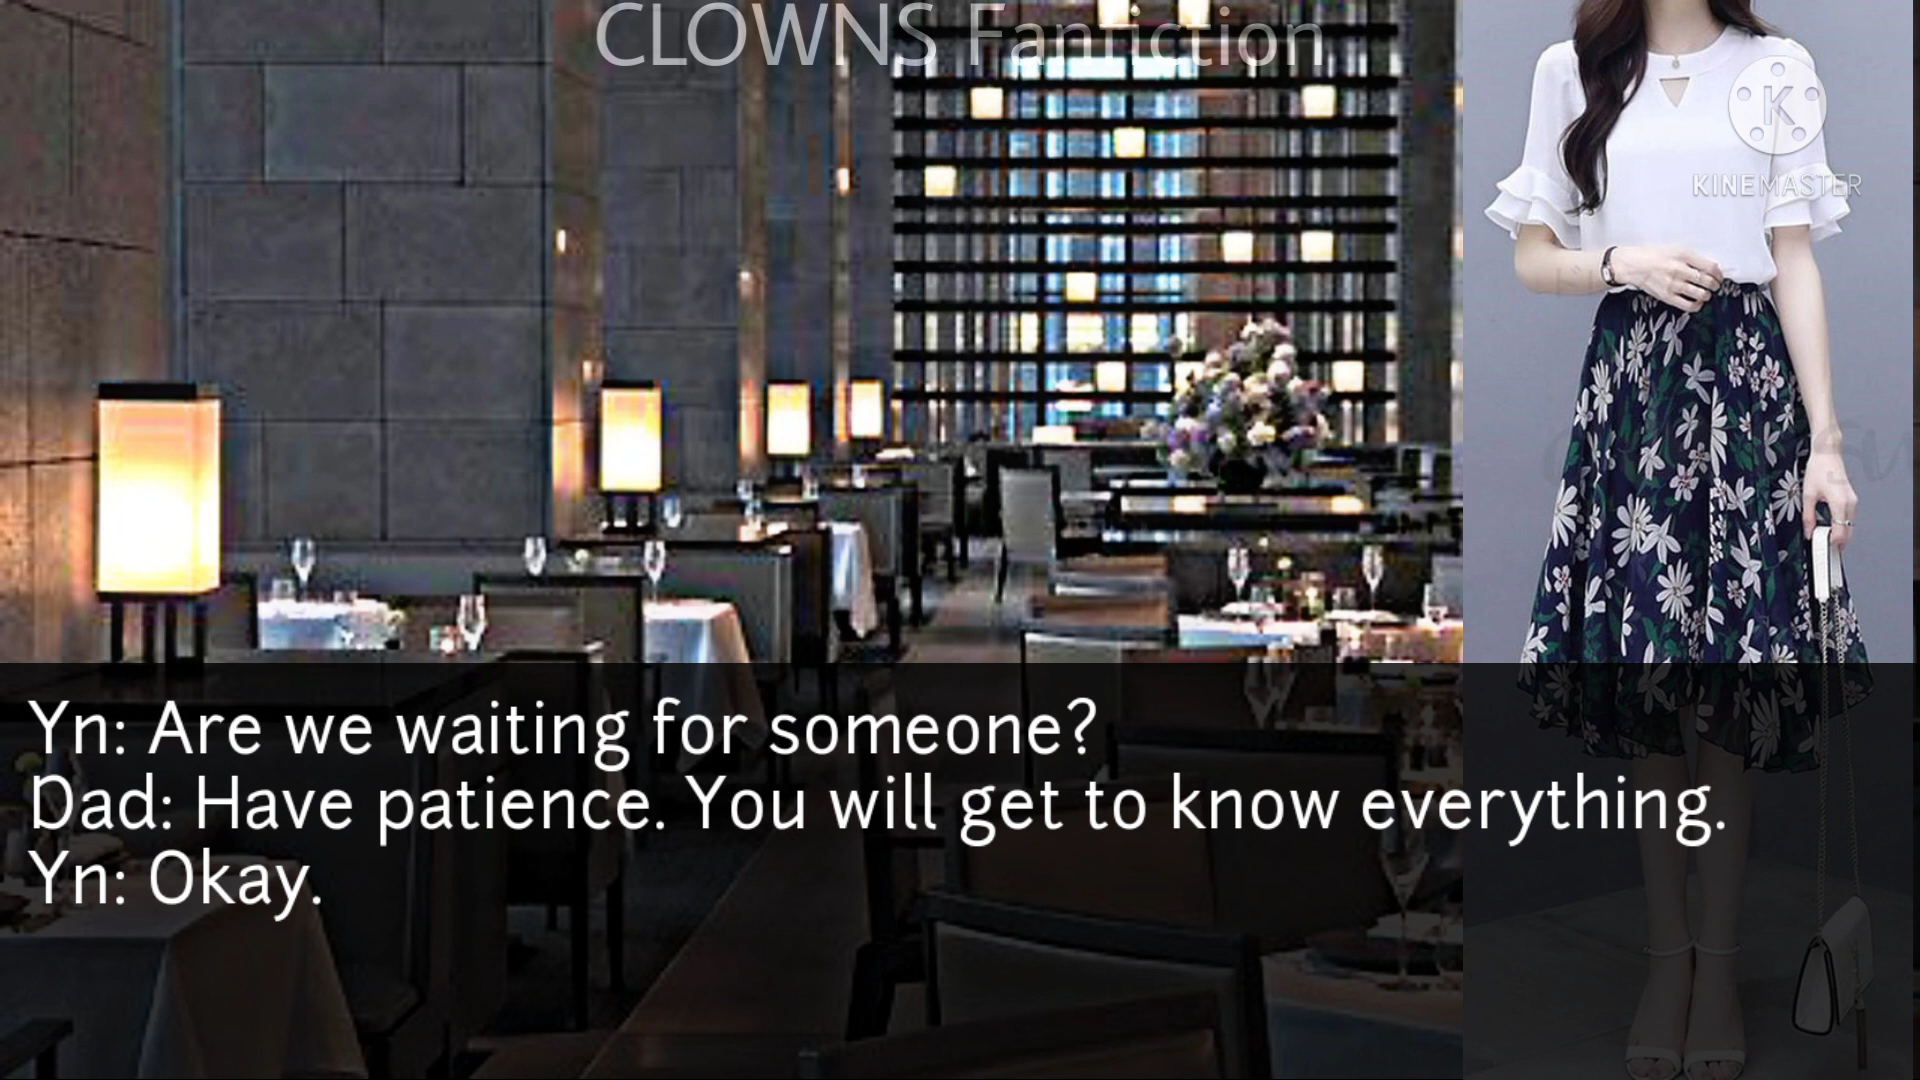 CLOWNS Fanfiction
K
KINEMASTER
Yn: Are we waiting for someone?
Dad: Have patience. You will get to know everything.
Yn: Okay.